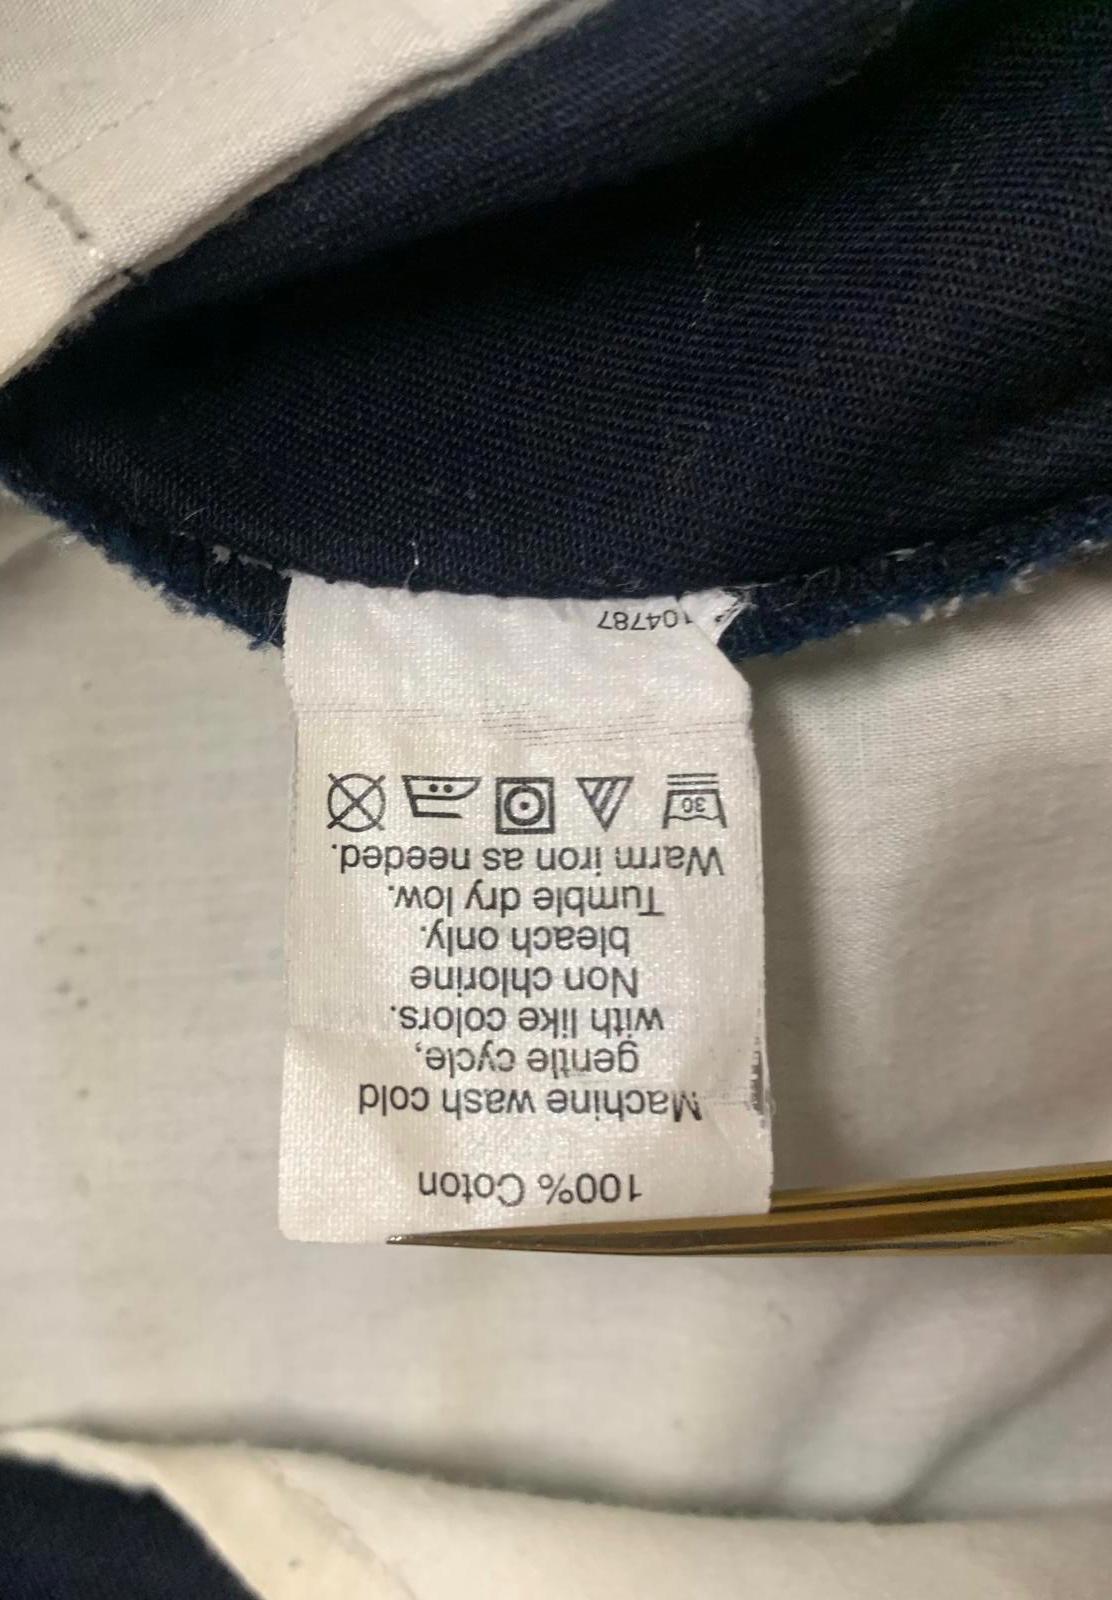 100% Coton
Machine wash cold
gentle cycle,
with like colors.
Non chlorine
bleach only.
Tumble dry low.
Warm iron as needed.
30
104787